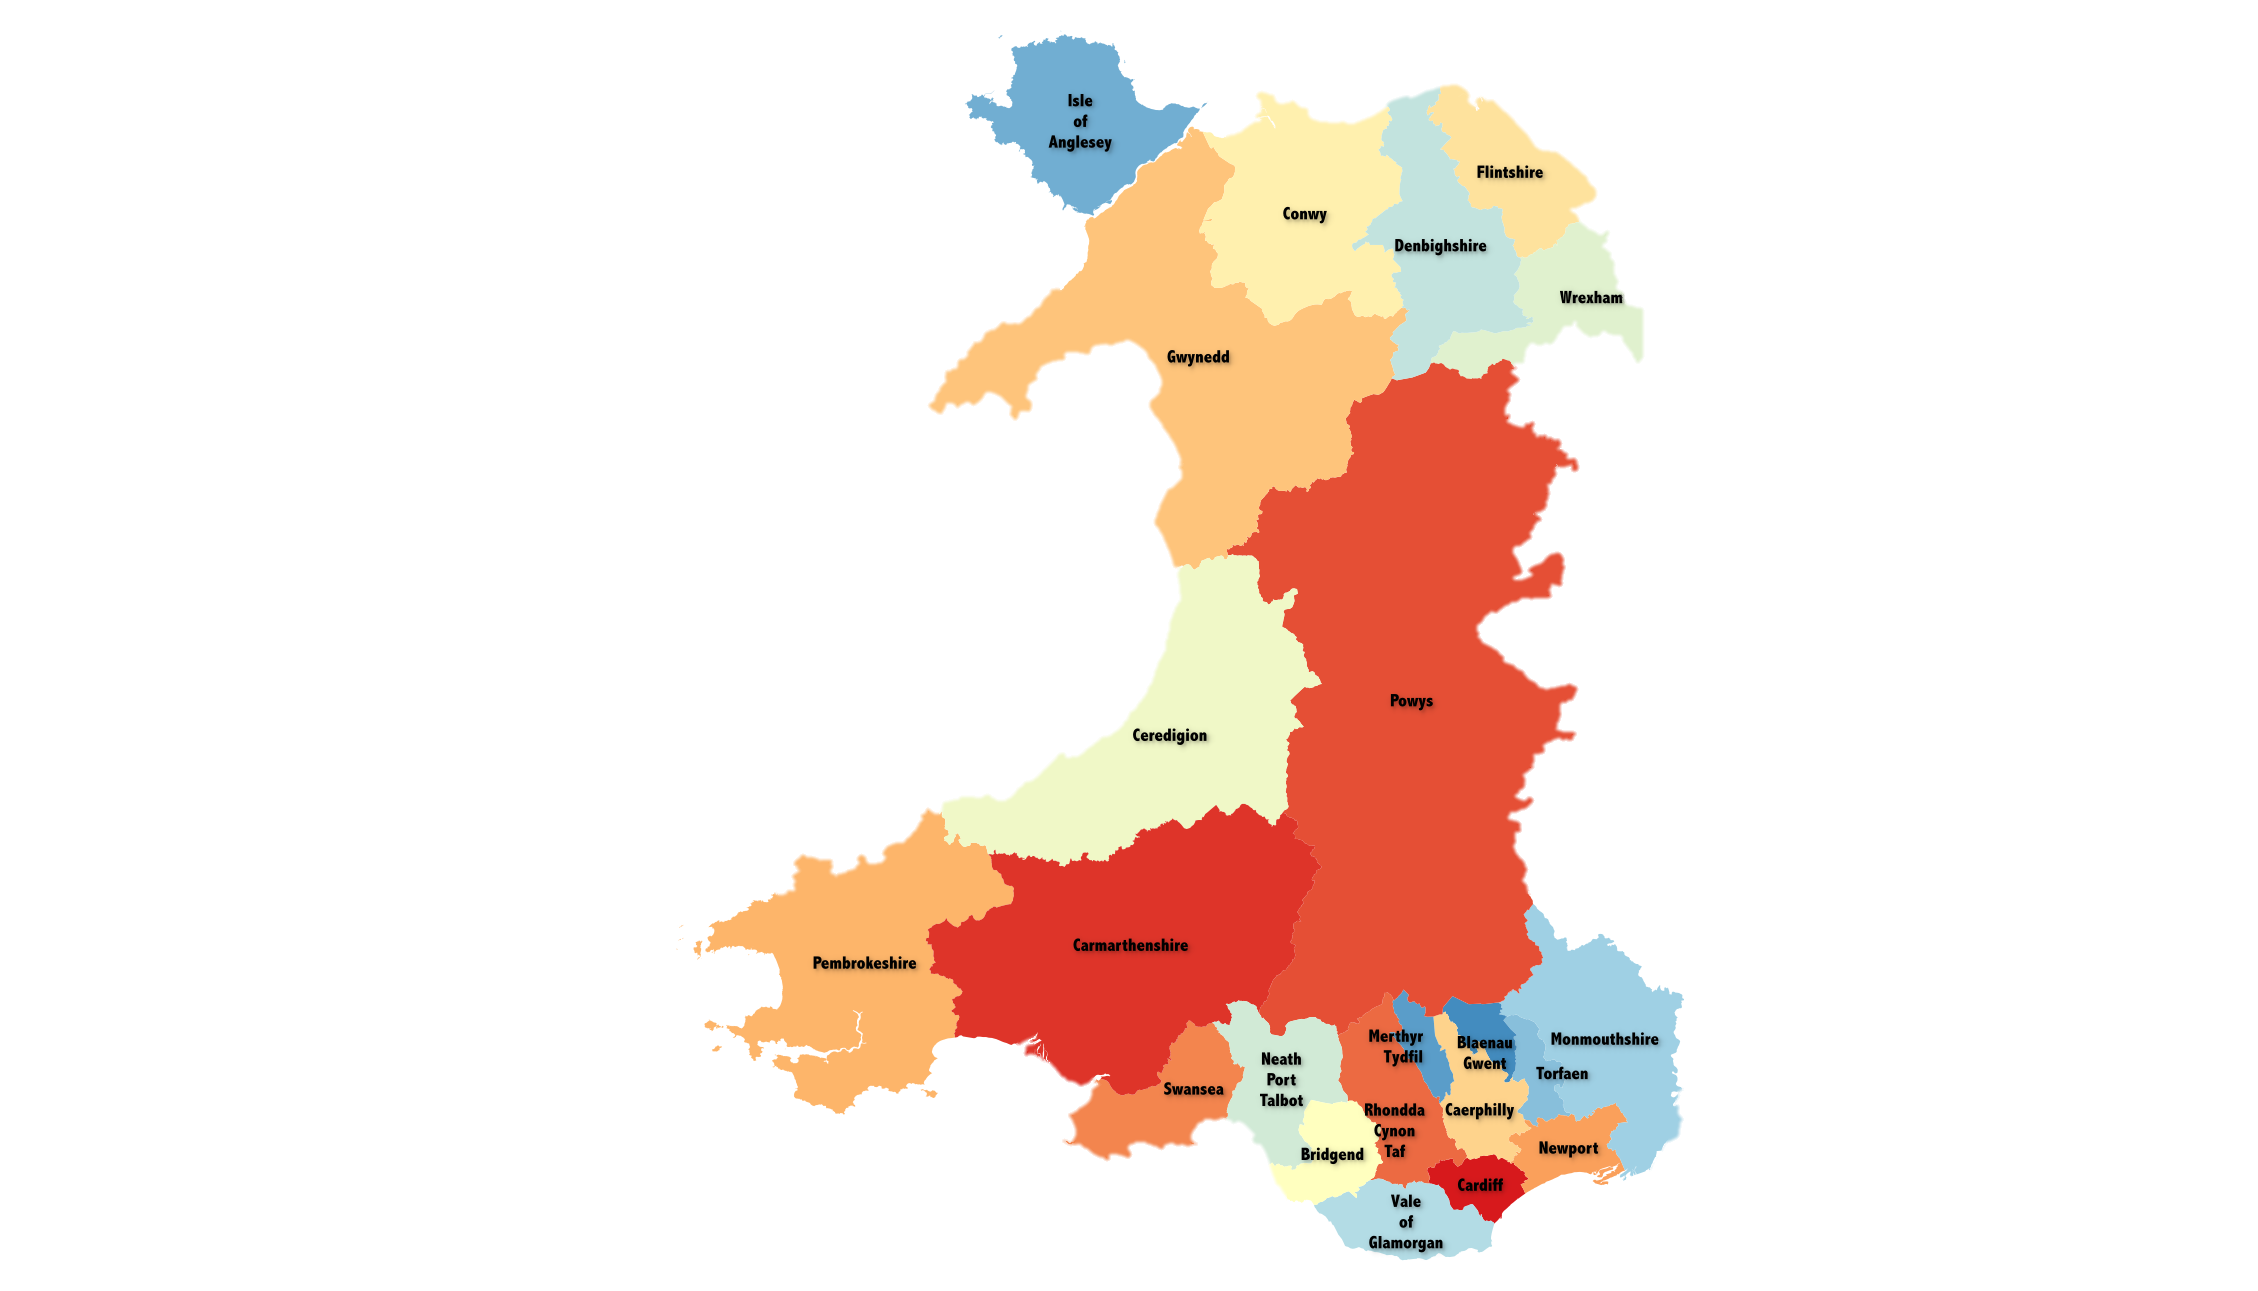 Isle
of
Anglesey
Flintshire
Conwy
Denbighshire
Wrexham
Gwynedd
Powys
Ceredigion
Carmarthenshire
Pembrokeshire
Merthyr
Tydfil
Blaenau
Gwent
Monmouthshire
Neath
Port
Talbot
Torfaen
Swansea
Rhondda
Cynon
Taf
Caerphilly
Newport
Bridgend
Cardiff
Vale
of
Glamorgan